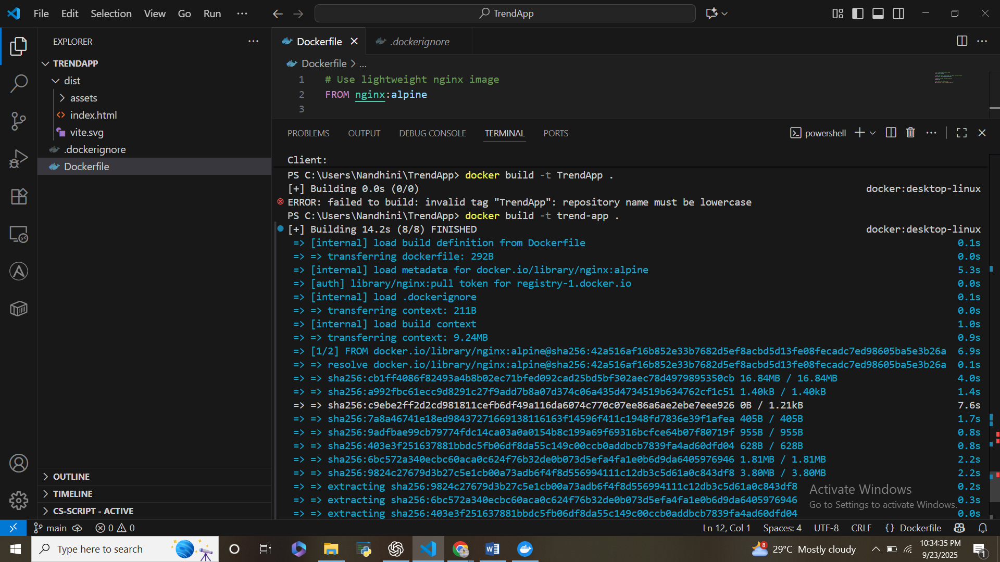 File Edit Selection View Go Run ··· TrendApp
EXPLORER
TRENDAPP
dist
assets
index.html
vite.svg
.dockerignore
Dockerfile
OUTLINE
TIMELINE
CS-SCRIPT - ACTIVE
Dockerfile .dockerignore
Dockerfile > ...
1 # Use lightweight nginx image
2 FROM nginx:alpine
3
PROBLEMS OUTPUT DEBUG CONSOLE TERMINAL PORTS powershell
Client:
PS C:\Users\Nandhini\TrendApp> docker build -t TrendApp .
[+] Building 0.0s (0/0) docker:desktop-linux
ERROR: failed to build: invalid tag "TrendApp": repository name must be lowercase
PS C:\Users\Nandhini\TrendApp> docker build -t trend-app .
[+] Building 14.2s (8/8) FINISHED docker:desktop-linux
=> [internal] load build definition from Dockerfile 0.1s
=> => transferring dockerfile: 292B 0.0s
=> [internal] load metadata for docker.io/library/nginx:alpine 5.3s
=> [auth] library/nginx:pull token for registry-1.docker.io 0.0s
=> [internal] load .dockerignore 0.1s
=> => transferring context: 211B 0.0s
=> [internal] load build context 1.0s
=> => transferring context: 9.24MB 0.9s
=> [1/2] FROM docker.io/library/nginx:alpine@sha256:42a516af16b852e33b7682d5ef8acbd5d13fe08fecadc7ed98605ba5e3b26a 6.9s
=> => resolve docker.io/library/nginx:alpine@sha256:42a516af16b852e33b7682d5ef8acbd5d13fe08fecadc7ed98605ba5e3b26a 0.1s
=> => sha256:cb1ff4086f82493a4b8b02ec71bfed092cad25bd5bf302aec78d4979895350cb 16.84MB / 16.84MB 4.0s
=> => sha256:a992fbc61ecc9d8291c27f9add7b8a07d374c06a435d4734519b634762cf1c51 1.40kB / 1.40kB 1.4s
=> => sha256:c9ebe2ff2d2cd981811cefb6df49a116da6074c770c07ee86a6ae2ebe7eee926 0B / 1.21kB 7.6s
=> => sha256:7a8a46741e18ed98437271669138116163f14596f411c1948fd7836e39f1afea 405B / 405B 1.7s
=> => sha256:9adfbae99cb79774fdc14ca03a0a0154b8c199a69f69316bcfce64b07f80719f 955B / 955B 0.8s
=> => sha256:403e3f251637881bbdc5fb06df8da55c149c00ccb0addbcb7839fa4ad60dfd04 628B / 628B 0.8s
=> => sha256:6bc572a340ecbc60aca0c624f76b32de0b073d5efa4fa1e0b6d9da6405976946 1.81MB / 1.81MB 2.2s
=> => sha256:9824c27679d3b27c5e1cb00a73adb6f4f8d556994111c12db3c5d61a0c843df8 3.80MB / 3.80MB 2.2s
=> => extracting sha256:9824c27679d3b27c5e1cb00a73adb6f4f8d556994111c12db3c5d61a0c843df8 0.2s
=> => extracting sha256:6bc572a340ecbc60aca0c624f76b32de0b073d5efa4fa1e0b6d9da6405976946 0.3s
=> => extracting sha256:403e3f251637881bbdc5fb06df8da55c149c00ccb0addbcb7839fa4ad60dfd04 0.0s
Activate Windows
Go to Settings to activate Windows.
main 0 0 Ln 12, Col 1 Spaces: 4 UTF-8 CRLF {} Dockerfile
Type here to search 8 29°C Mostly cloudy 10:34:35 PM
9/23/2025 1